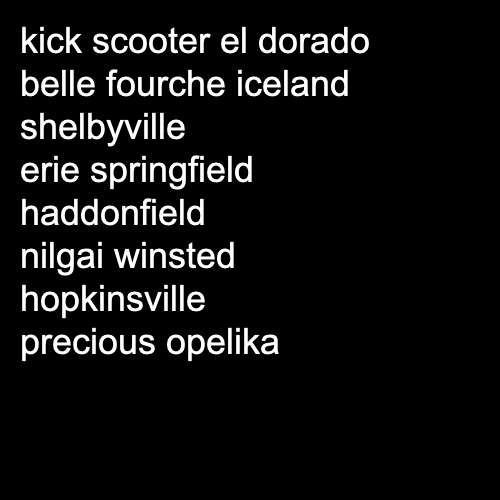 kick scooter el dorado
belle fourche iceland
shelbyville
erie springfield
haddonfield
nilgai winsted
hopkinsville
precious opelika